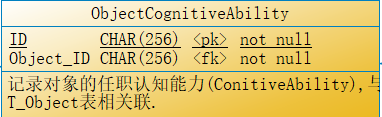 ObjectCognitiveAbility
ID CHAR(256) <pk> not null
Object_ID CHAR(256) <fk> not null
记录对象的任职认知能力(ConitiveAbility),与
T_Object表相关联.